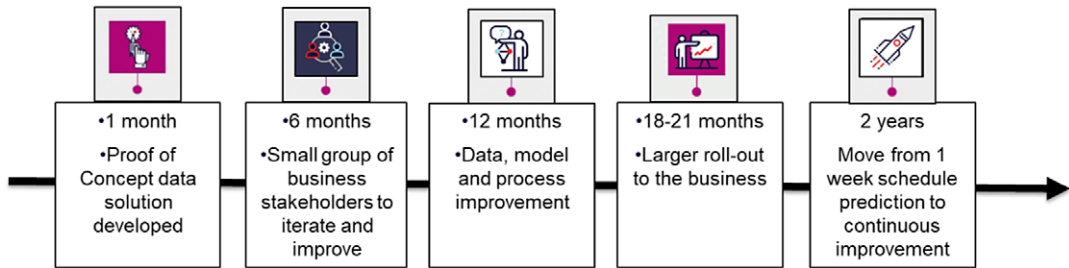 •1 month
•Proof of
Concept data
solution
developed
•6 months
•Small group of
business
stakeholders to
iterate and
improve
•12 months
•Data, model
and process
improvement
•18-21 months
•Larger roll-out
to the business
2 years
Move from 1
week schedule
prediction to
continuous
improvement